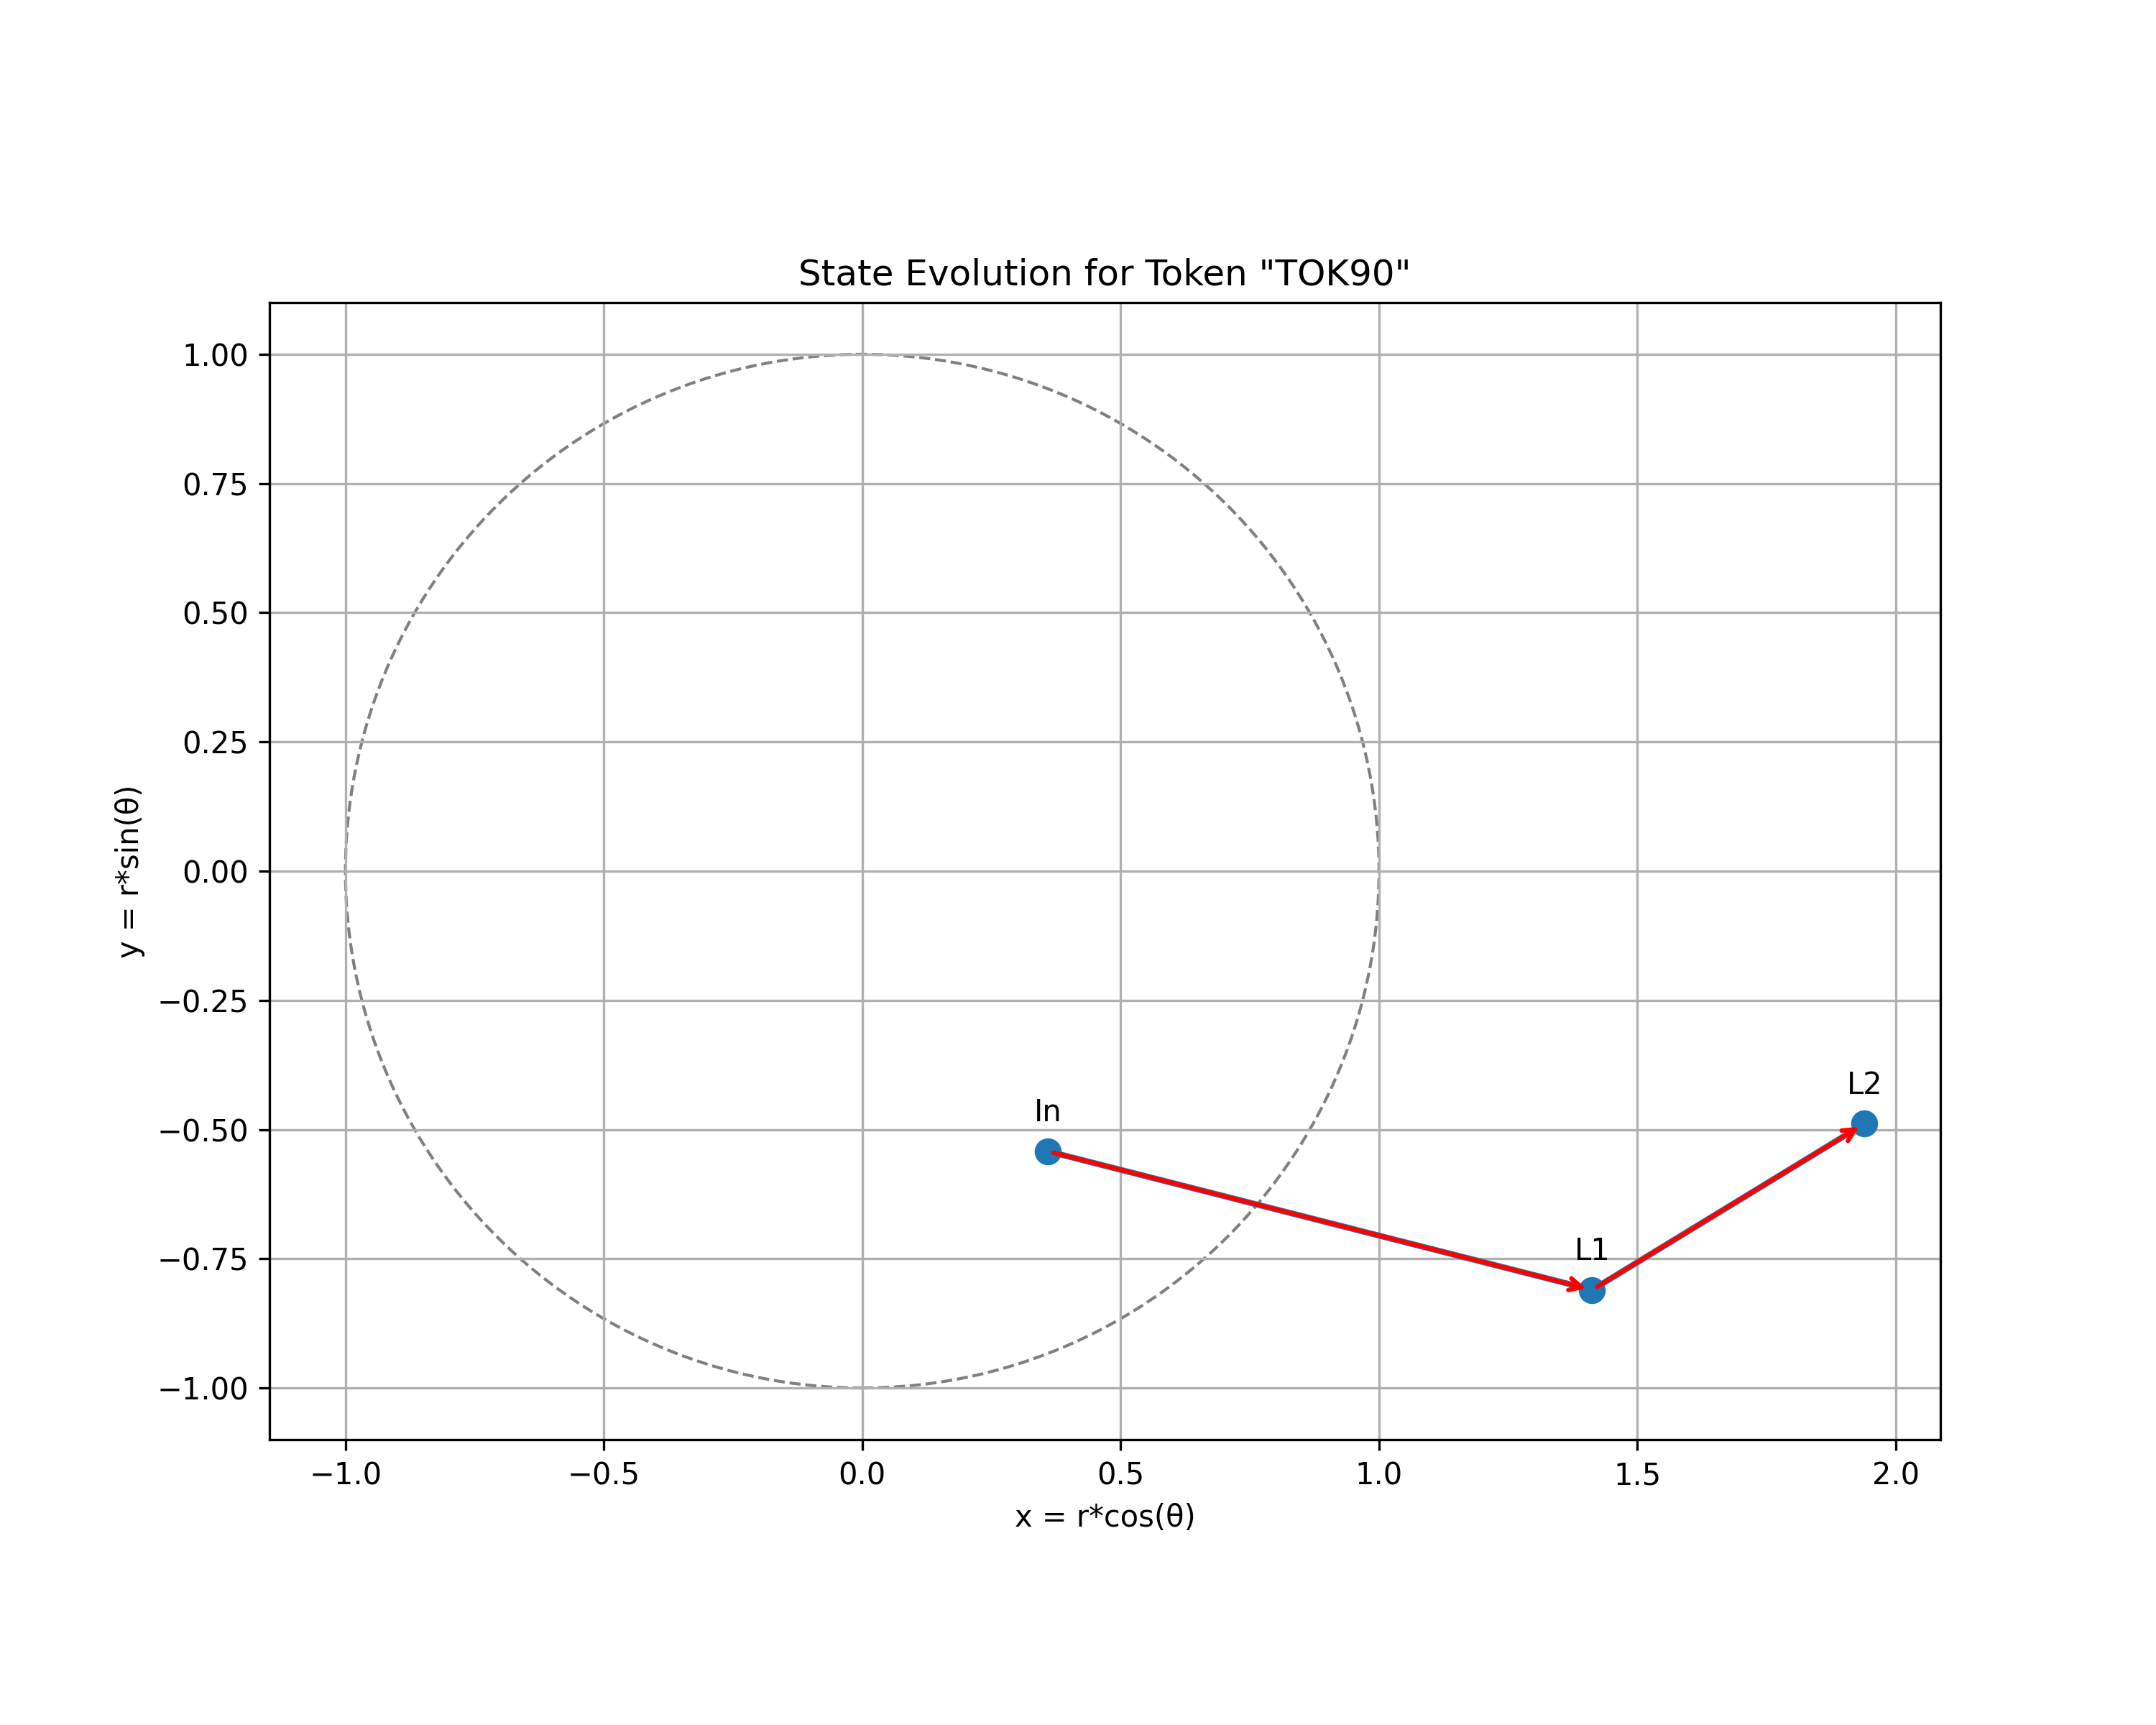 State Evolution for Token "TOK90"
1.00
0.75
0.50
0.25
0.00
−0.25
−0.50
−0.75
−1.00
y = r*sin(θ)
In
L1
L2
−1.0
−0.5
0.0
0.5
1.0
1.5
2.0
x = r*cos(θ)